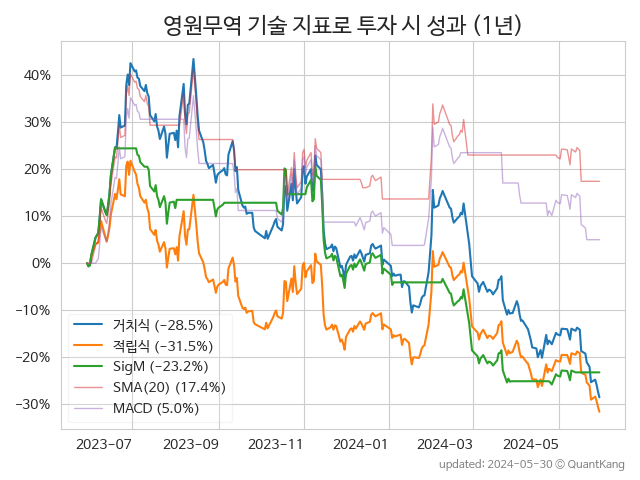 영원무역 기술 지표로 투자 시 성과 (1년)
40%
30%
20%
10%
0%
−10%
−20%
−30%
거치식 (−28.5%)
적립식 (−31.5%)
SigM (−23.2%)
SMA(20) (17.4%)
MACD (5.0%)
2023-07
2023-09
2023-11
2024-01
2024-03
2024-05
updated: 2024-05-30 © QuantKang